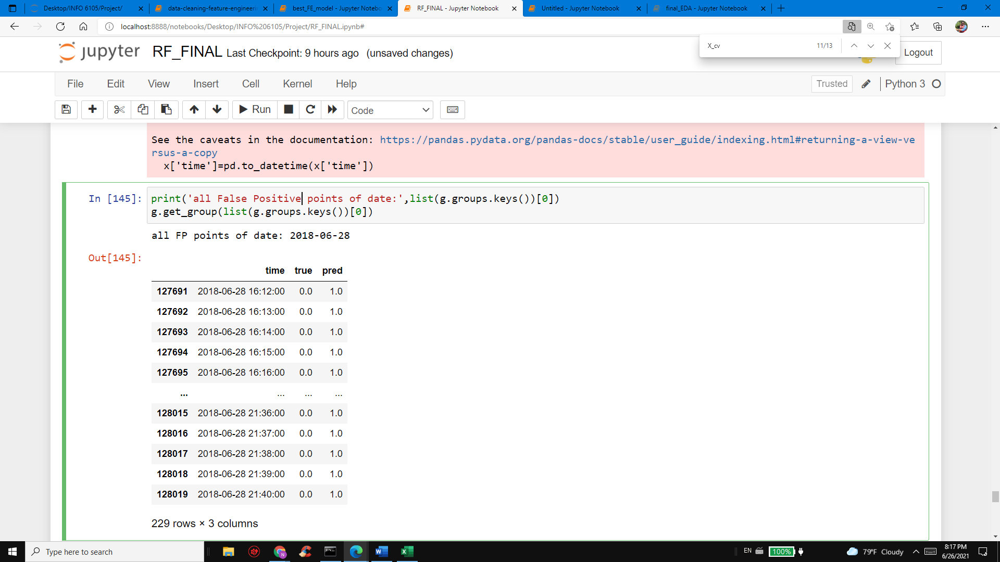 Desktop/INFO 6105/Project/
data-cleaning-feature-engineerin
best_FE_model - Jupyter Notebo
RF_FINAL - Jupyter Notebook
Untitled - Jupyter Notebook
final_EDA - Jupyter Notebook
localhost:8888/notebooks/Desktop/INFO%206105/Project/RF_FINAL.ipynb#
X_cv 11/13
jupyter RF_FINAL Last Checkpoint: 9 hours ago (unsaved changes)
Logout
File Edit View Insert Cell Kernel Help
Trusted Python 3
Run Code
See the caveats in the documentation: https://pandas.pydata.org/pandas-docs/stable/user_guide/indexing.html#returning-a-view-ve
rsus-a-copy
x['time']=pd.to_datetime(x['time'])
In [145]: print('all False Positive points of date:',list(g.groups.keys())[0])
g.get_group(list(g.groups.keys())[0])
all FP points of date: 2018-06-28
Out[145]:
time true pred
127691 2018-06-28 16:12:00 0.0 1.0
127692 2018-06-28 16:13:00 0.0 1.0
127693 2018-06-28 16:14:00 0.0 1.0
127694 2018-06-28 16:15:00 0.0 1.0
127695 2018-06-28 16:16:00 0.0 1.0
... ... ... ...
128015 2018-06-28 21:36:00 0.0 1.0
128016 2018-06-28 21:37:00 0.0 1.0
128017 2018-06-28 21:38:00 0.0 1.0
128018 2018-06-28 21:39:00 0.0 1.0
128019 2018-06-28 21:40:00 0.0 1.0
229 rows × 3 columns
Type here to search
EN 100% 79°F Cloudy
8:17 PM
6/26/2021